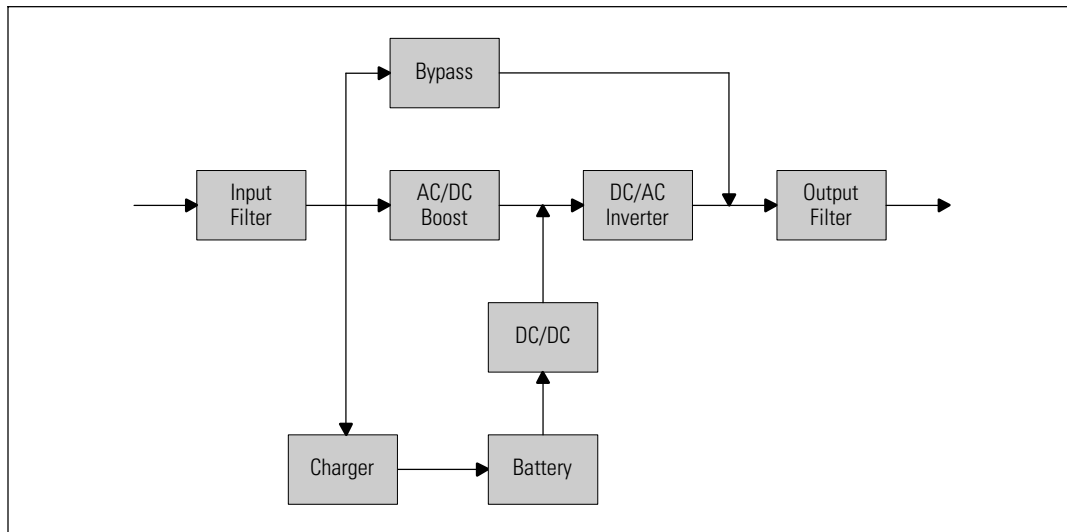 Bypass
Input
Filter
AC/DC
Boost
DC/AC
Inverter
Output
Filter
DC/DC
Charger
Battery